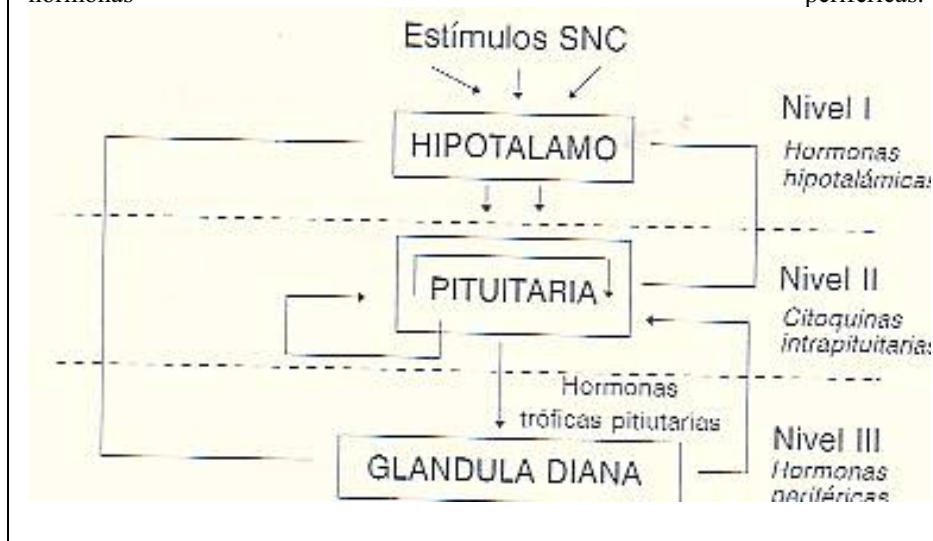 hormonas periféricas.
Estímulos SNC
Nivel I
HIPOTALAMO
Hormonas
hipotalámicas
Nivel II
PITUITARIA
Citoquinas
intrapituitarias
Hormonas
tróficas pitiutarias
Nivel III
GLANDULA DIANA
Hormonas
periféricas